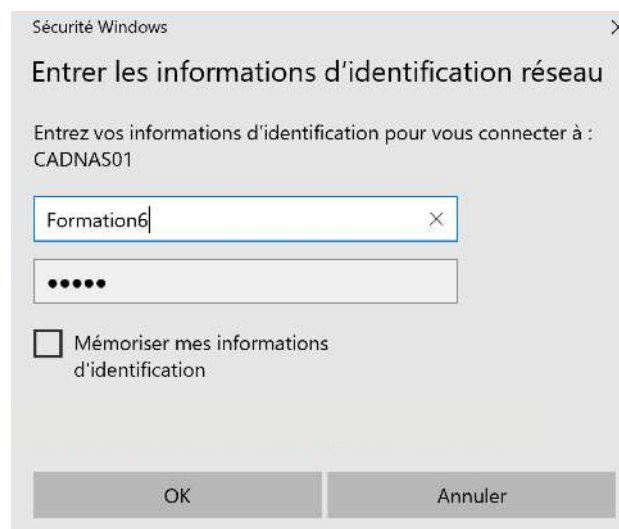 Sécurité Windows
Entrer les informations d'identification réseau
Entrez vos informations d'identification pour vous connecter à :
CADNAS01
Formation6
•••••
Mémoriser mes informations
d'identification
OK
Annuler